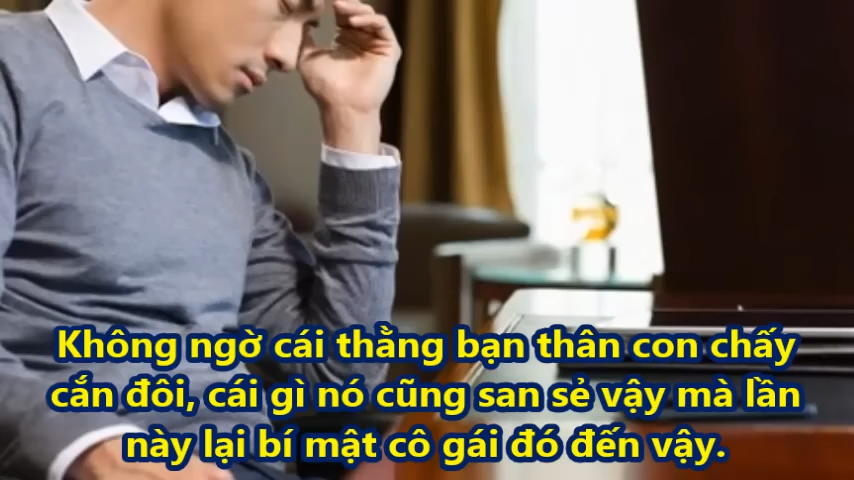 Không ngờ cái thằng bạn thân con chấy
cắn đôi, cái gì nó cũng san sẻ vậy mà lần
này lại bí mật cô gái đó đến vậy.